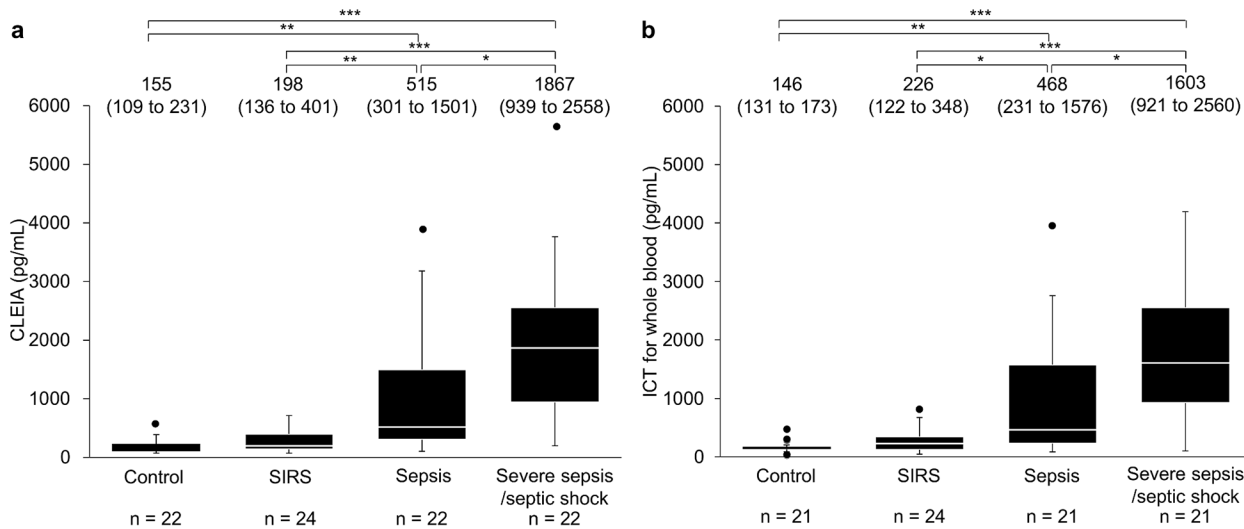 a
***
**
***
**
*
155
198
515
1867
(109 to 231)
(136 to 401)
(301 to 1501)
(939 to 2558)
6000
5000
4000
3000
2000
1000
0
CLEIA (pg/mL)
Control
SIRS
Sepsis
Severe sepsis
/septic shock
n = 22
n = 24
n = 22
n = 22
b
***
**
***
*
*
146
226
468
1603
(131 to 173)
(122 to 348)
(231 to 1576)
(921 to 2560)
6000
5000
4000
3000
2000
1000
0
ICT for whole blood (pg/mL)
Control
SIRS
Sepsis
Severe sepsis
/septic shock
n = 21
n = 24
n = 21
n = 21